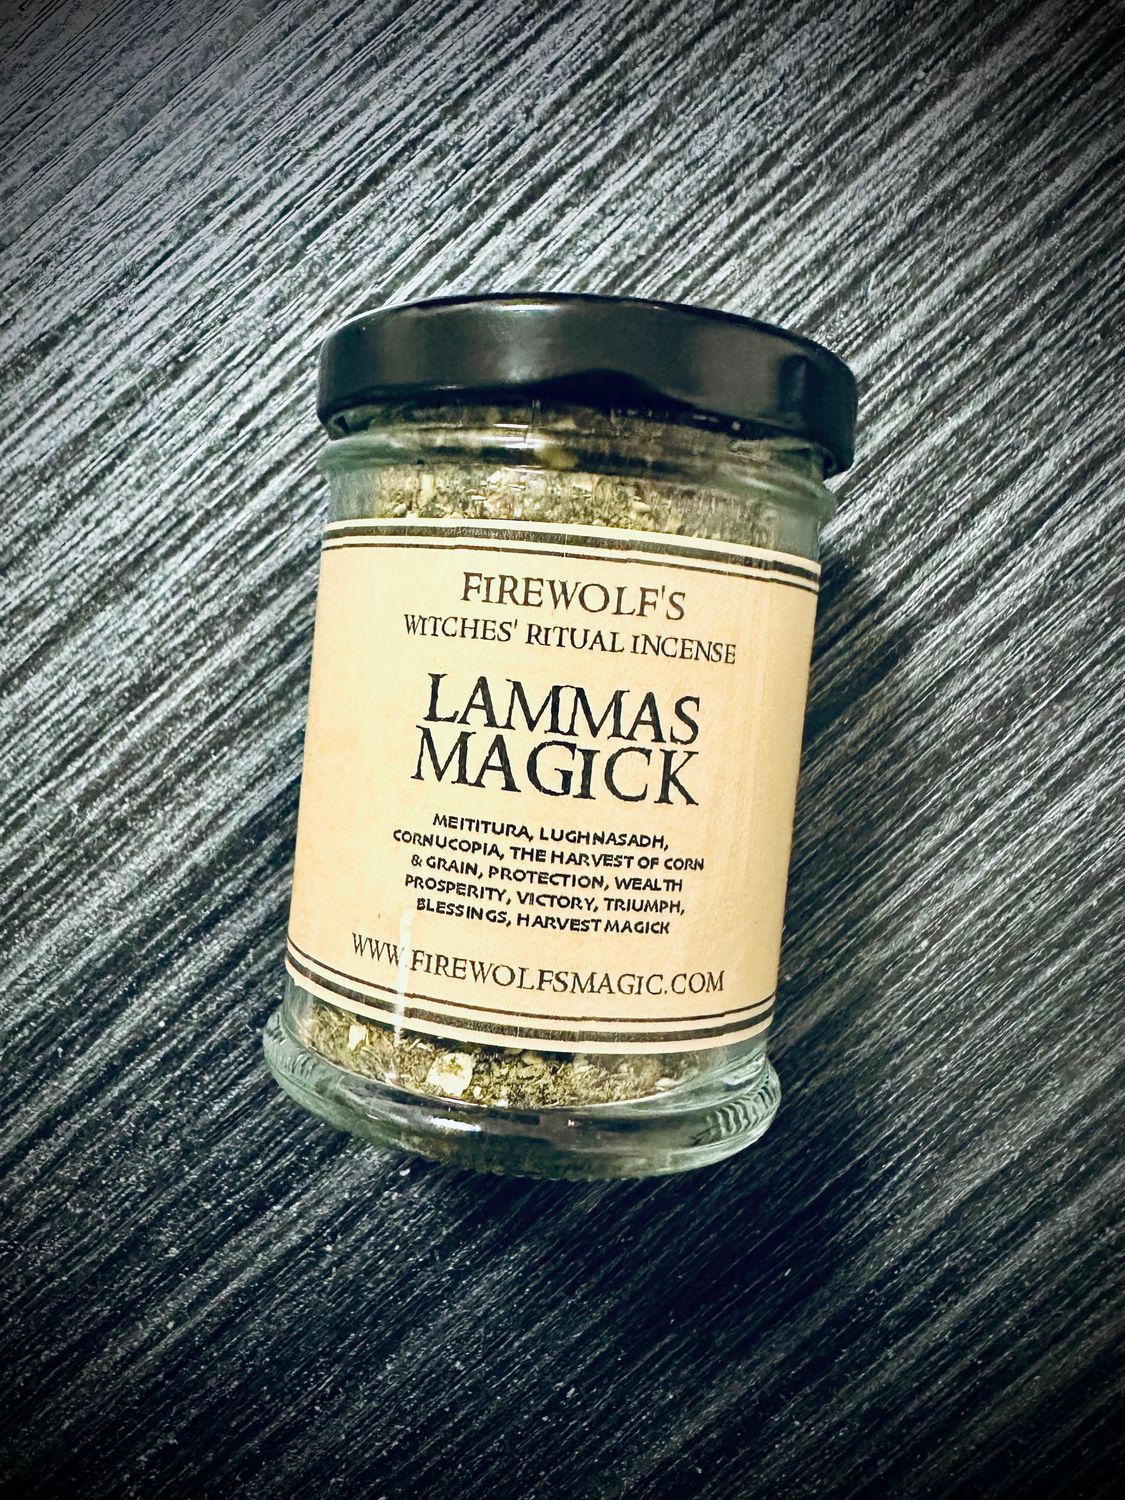 FIREWOLF'S
WITCHES' RITUAL INCENSE
LAMMAS
MAGICK
MEITITURA, LUGHNASADH,
CORNUCOPIA, THE HARVEST OF CORN
& GRAIN, PROTECTION, WEALTH
PROSPERITY, VICTORY, TRIUMPH,
BLESSINGS, HARVEST MAGICK
WWW.FIREWOLFSMAGIC.COM